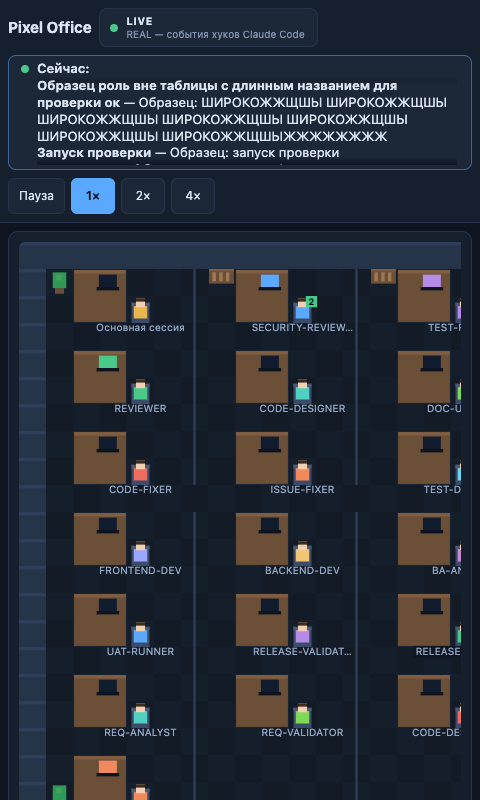 Pixel Office
LIVE
REAL — события хуков Claude Code
Сейчас:
Образец роль вне таблицы с длинным названием для
проверки ок — Образец: ШИРОКОЖЖЩШЫ ШИРОКОЖЖЩШЫ
ШИРОКОЖЖЩШЫ ШИРОКОЖЖЩШЫ ШИРОКОЖЖЩШЫ
ШИРОКОЖЖЩШЫ ШИРОКОЖЖЩШЫЖЖЖЖЖЖЖЖ
Запуск проверки — Образец: запуск проверки
Пауза 1× 2× 4×
2
Основная сессия SECURITY-REVIEW… TEST-R
REVIEWER CODE-DESIGNER DOC-U
CODE-FIXER ISSUE-FIXER TEST-D
FRONTEND-DEV BACKEND-DEV BA-AN
UAT-RUNNER RELEASE-VALIDAT… RELEASE
REQ-ANALYST REQ-VALIDATOR CODE-DE